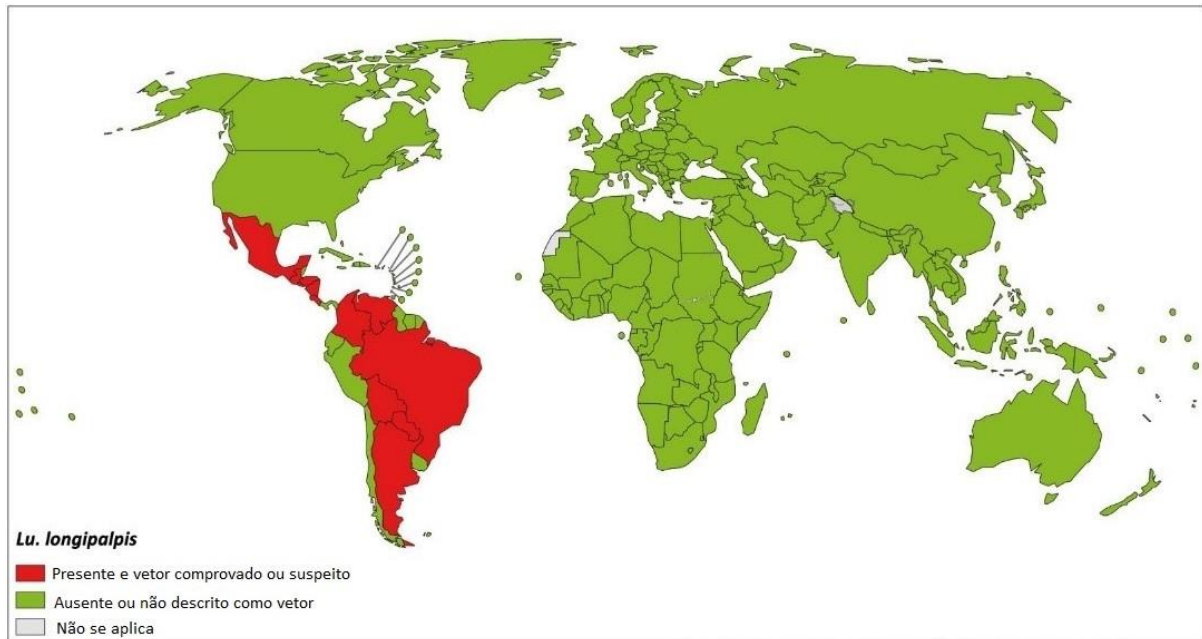 Lu. longipalpis
Presente e vetor comprovado ou suspeito
Ausente ou não descrito como vetor
Não se aplica